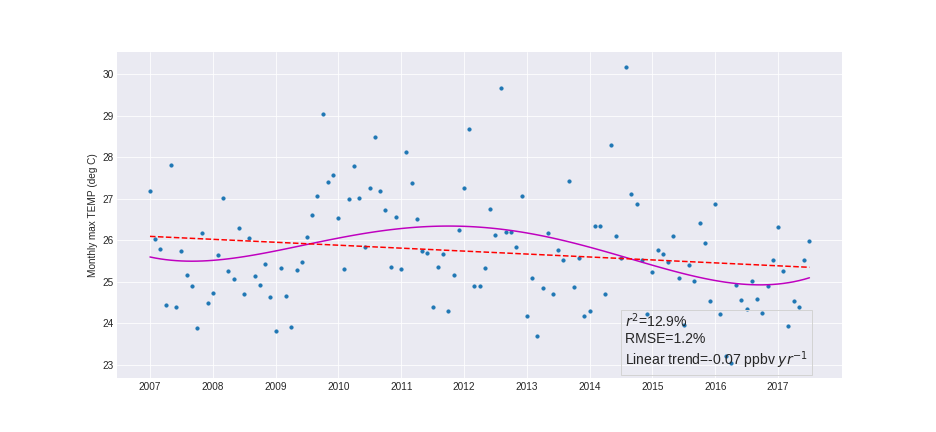 30
29
28
27
26
25
24
23
Monthly max TEMP (deg C)
r²=12.9%
RMSE=1.2%
Linear trend=-0.07 ppbv yr⁻¹
2007 2008 2009 2010 2011 2012 2013 2014 2015 2016 2017